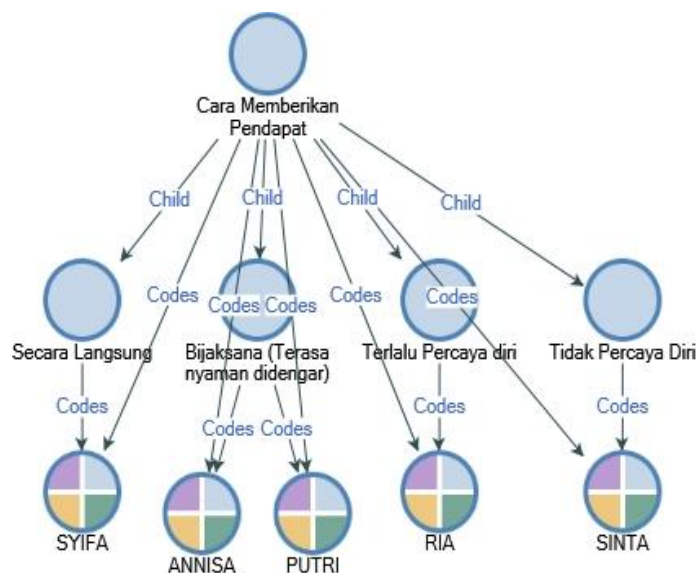 Cara Memberikan
Pendapat
Child
Child
Child
Child
Codes
Codes
Codes
Codes
Codes
Secara Langsung
Bijaksana (Terasa
nyaman didengar)
Terlalu Percaya diri
Tidak Percaya Diri
Codes
Codes
Codes
Codes
Codes
SYIFA
ANNISA
PUTRI
RIA
SINTA